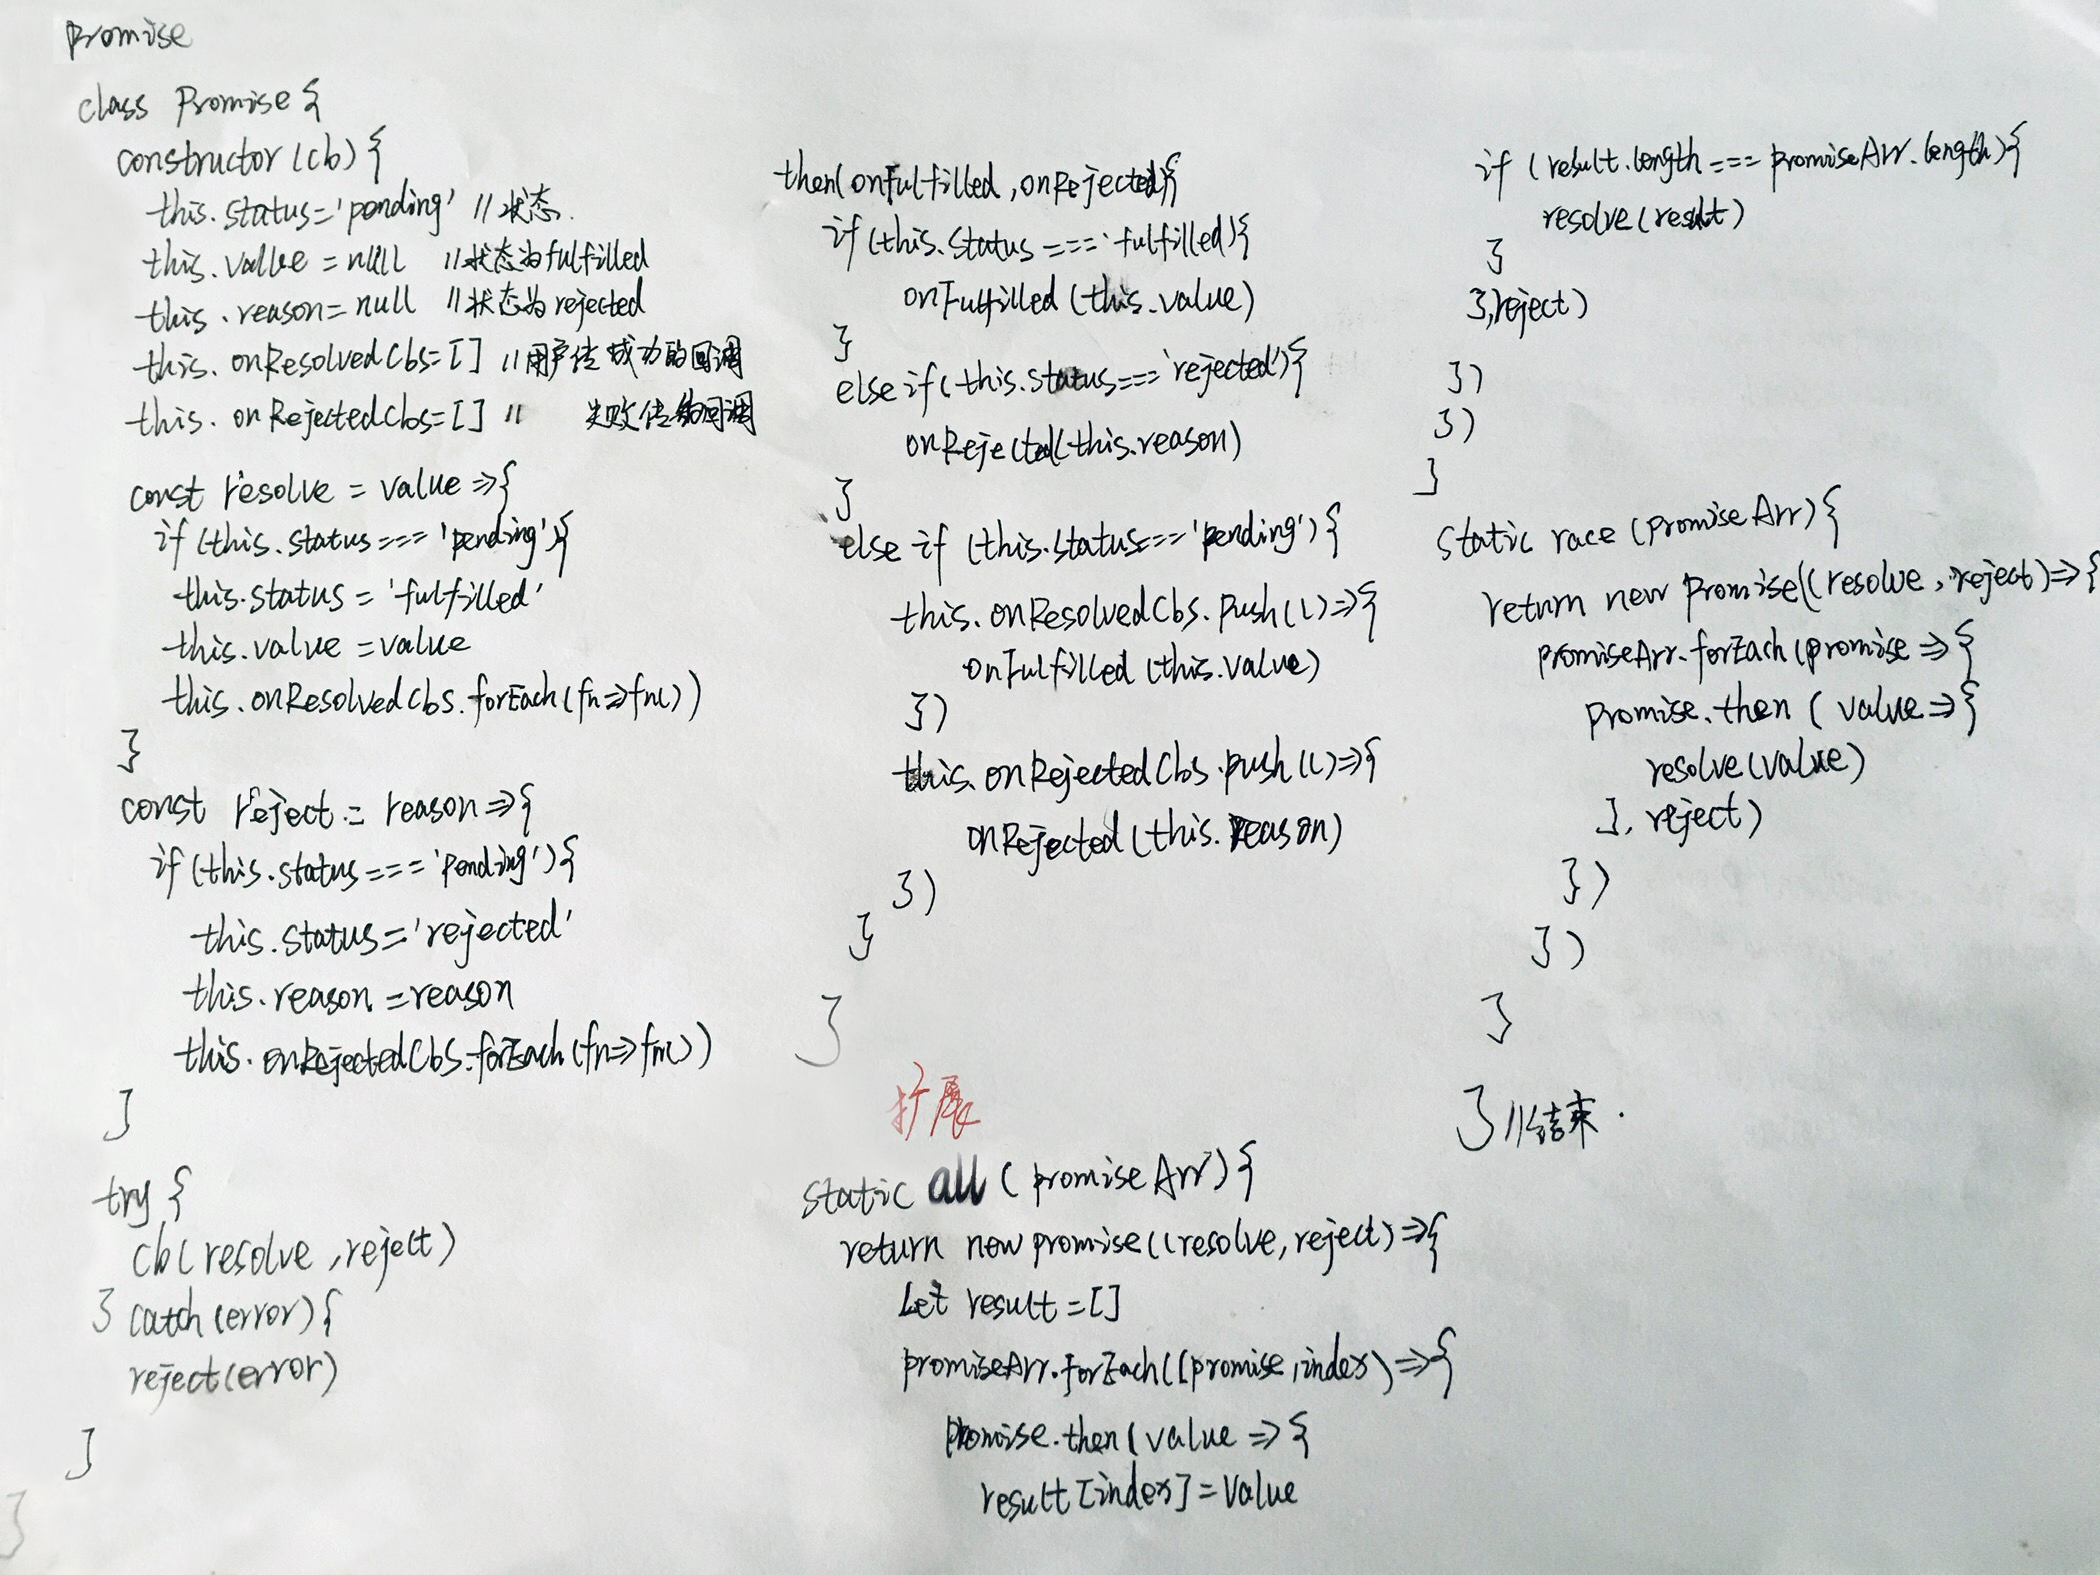 Promise
class Promise {
constructor (cb) {
this.status = 'pending' // 状态.
this.value = null // 状态为fulfilled
this.reason = null // 状态为rejected
this.onResolvedCbs = [] // 用户传成功的回调
this.onRejectedCbs = [] // 失败传的回调
const resolve = value => {
if (this.status === 'pending') {
this.status = 'fulfilled'
this.value = value
this.onResolvedCbs.forEach (fn => fn())
}
const reject = reason => {
if (this.status === 'pending') {
this.status = 'rejected'
this.reason = reason
this.onRejectedCbs.forEach (fn => fn())
}
try {
cb( resolve , reject )
} catch (error) {
reject (error)
}
}
then( onFulfilled , onRejected ){
if (this.status === 'fulfilled){
onFulfilled (this.value)
}
else if (this.status === 'rejected') {
onRejected(this.reason)
}
else if (this.status === 'pending') {
this.onResolvedCbs.push (() => {
onFulfilled (this.value)
})
this.onRejectedCbs.push (() => {
onRejected (this.reason)
})
}
}
扩展
static all ( promiseArr ) {
return new promise ((resolve, reject) => {
Let result = []
promiseArr.forEach ((promise , index) => {
promise.then ( value => {
result [index] = value
if ( result.length === promiseArr.length) {
resolve (result)
}
},reject)
})
})
}
static race (promiseArr) {
return new promise((resolve , reject) => {
promiseArr.forEach (promise => {
promise.then ( value => {
resolve (value)
}, reject)
})
})
}
} //结束.